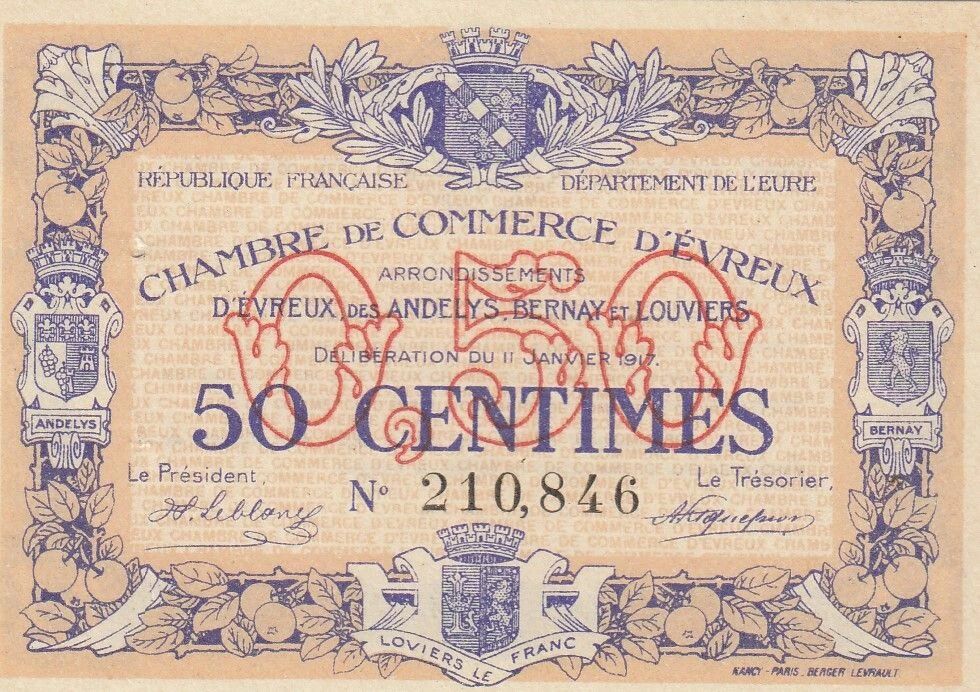 RÉPUBLIQUE FRANÇAISE
DÉPARTEMENT DE L'EURE
CHAMBRE DE COMMERCE D'ÉVREUX
ARRONDISSEMENTS
D'ÉVREUX, DES ANDELYS, BERNAY ET LOUVIERS
DÉLIBÉRATION DU 11 JANVIER 1917.
0,50
50 CENTIMES
ANDELYS
BERNAY
Le Président,
Le Trésorier,
No 210,846
LOVIERS LE FRANC
NANCY - PARIS. BERGER LEVRAULT